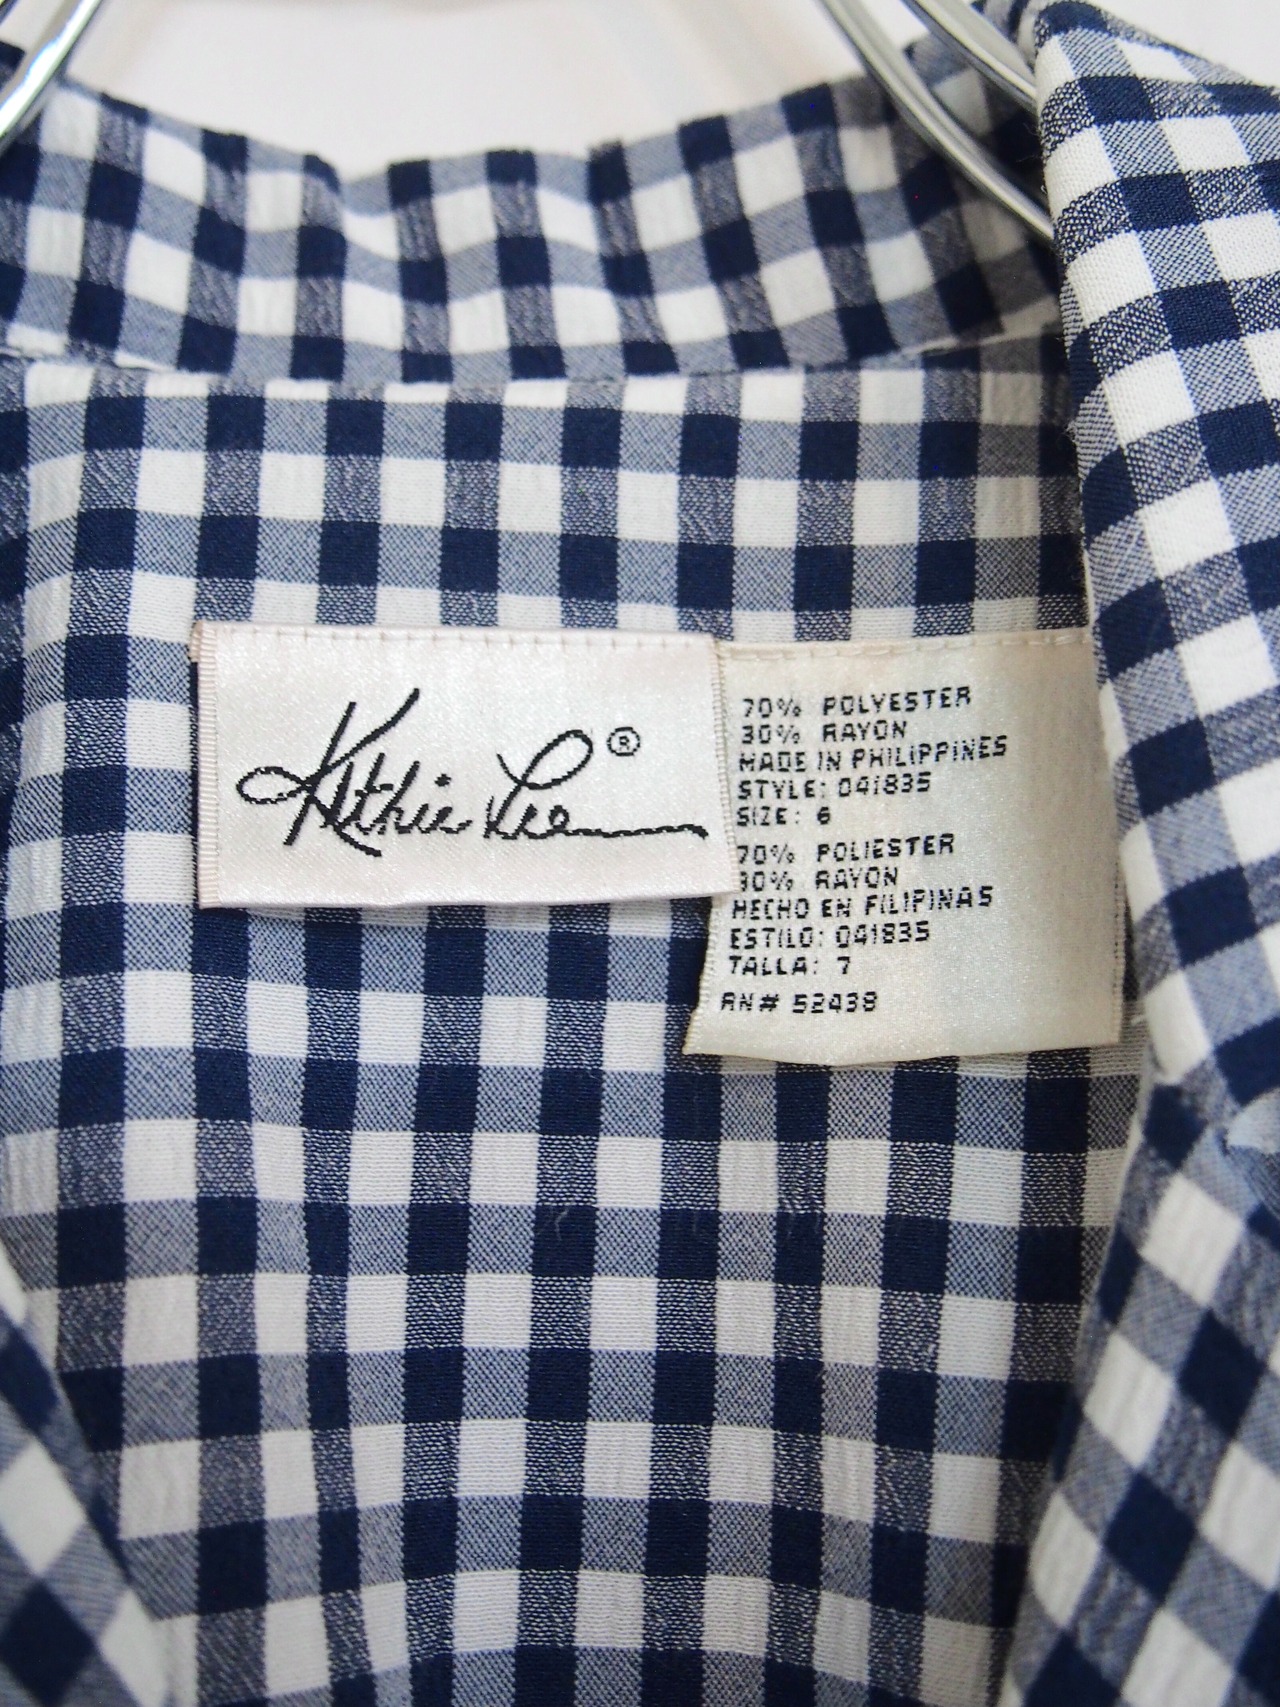 Kathie Lee®
70% POLYESTER
30% RAYON
MADE IN PHILIPPINES
STYLE: 041835
SIZE: 6
70% POLIESTER
30% RAYON
HECHO EN FILIPINAS
ESTILO: 041835
TALLA: 7
RN# 52438